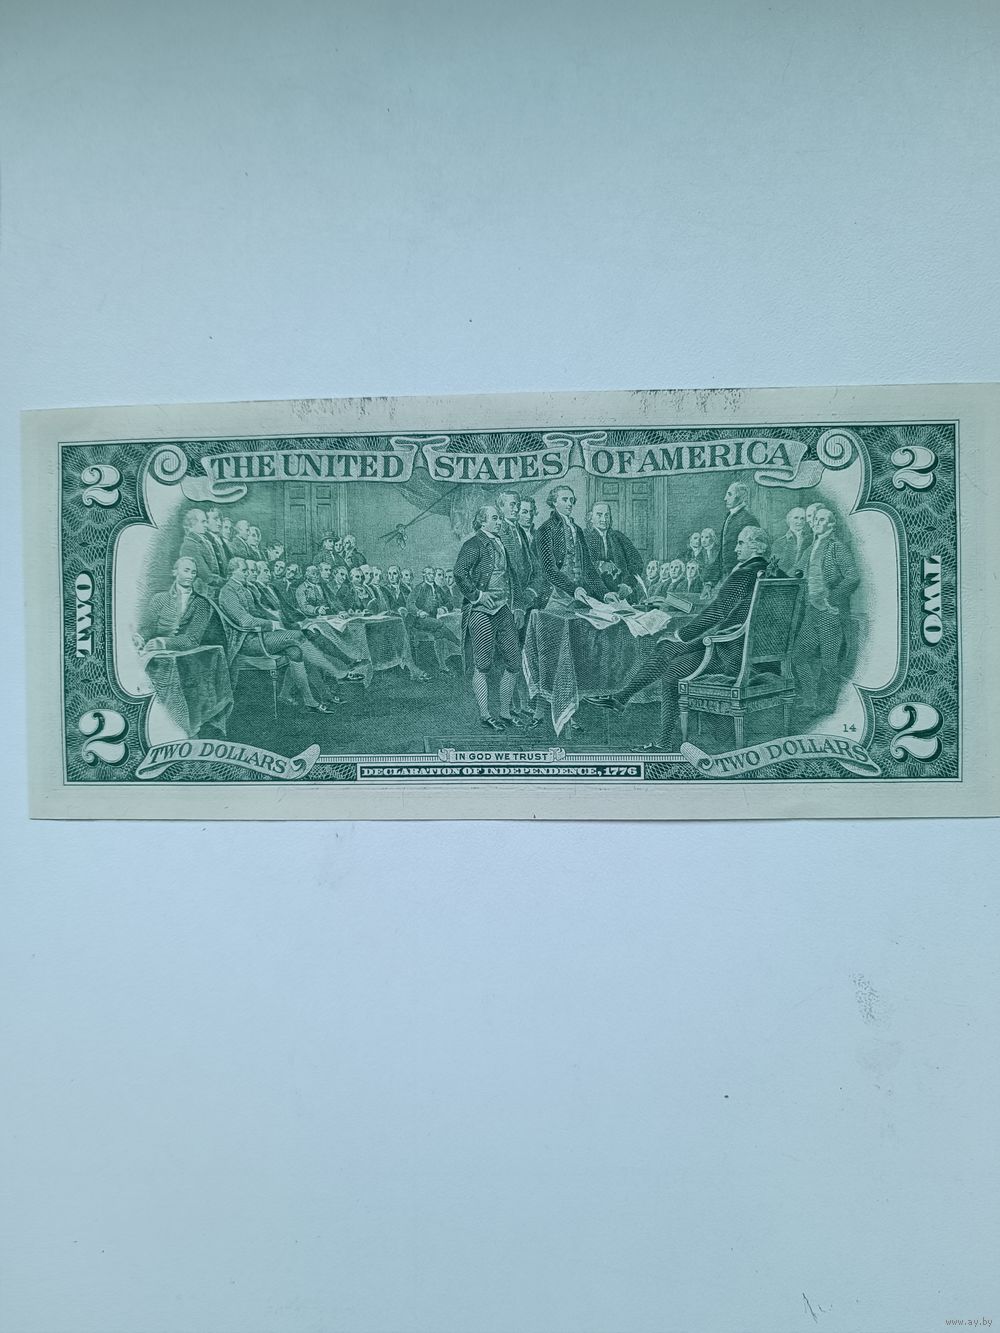 THE UNITED STATES OF AMERICA
2
2
TWO
TWO
2
2
14
TWO DOLLARS
IN GOD WE TRUST
TWO DOLLARS
DECLARATION OF INDEPENDENCE, 1776
www.ay.by